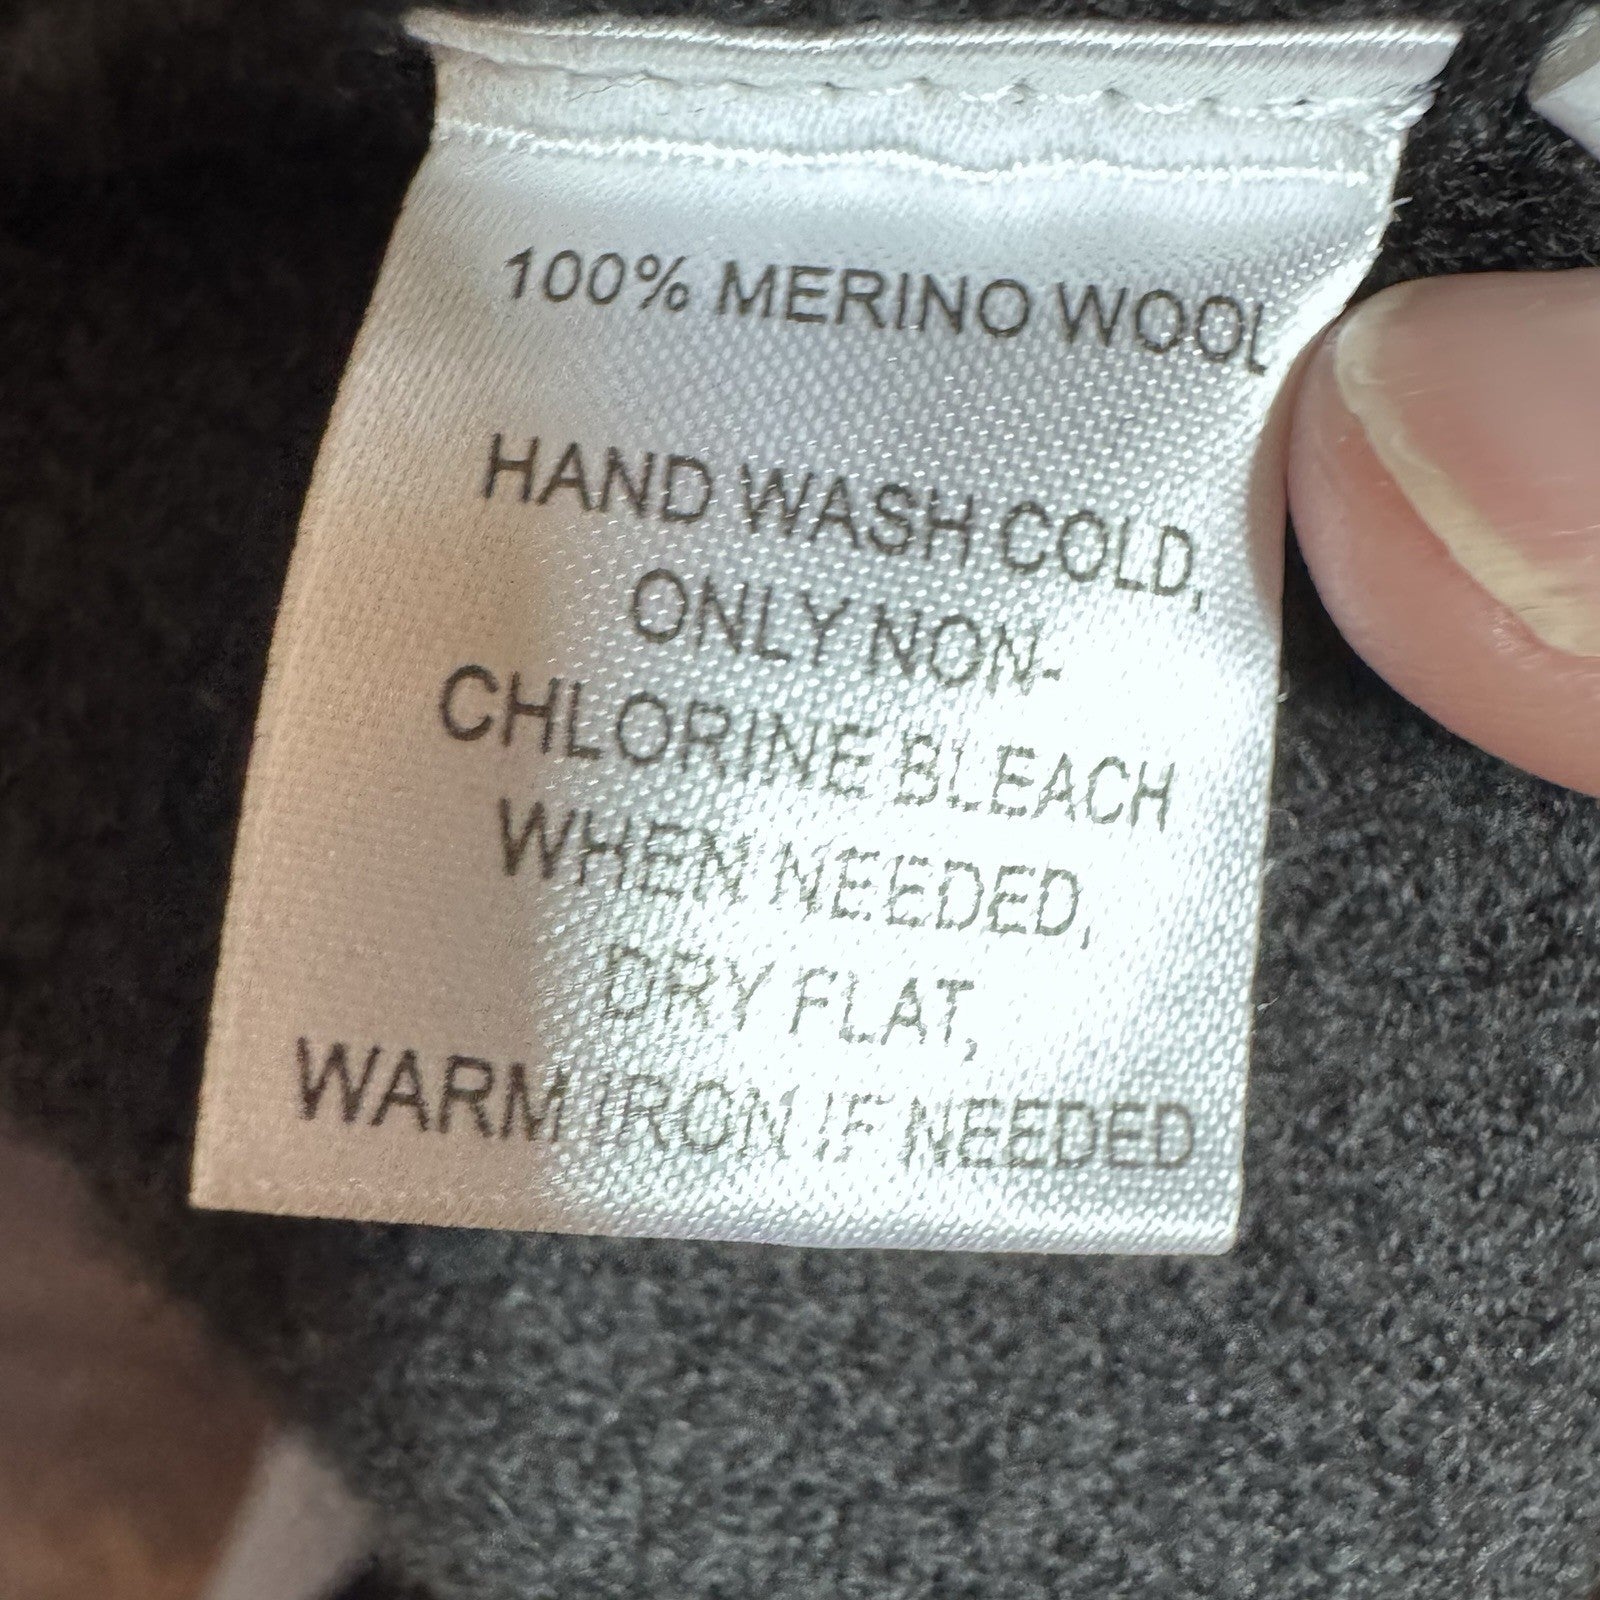 100% MERINO WOOL
HAND WASH COLD,
ONLY NON-
CHLORINE BLEACH
WHEN NEEDED,
DRY FLAT,
WARM IRON IF NEEDED